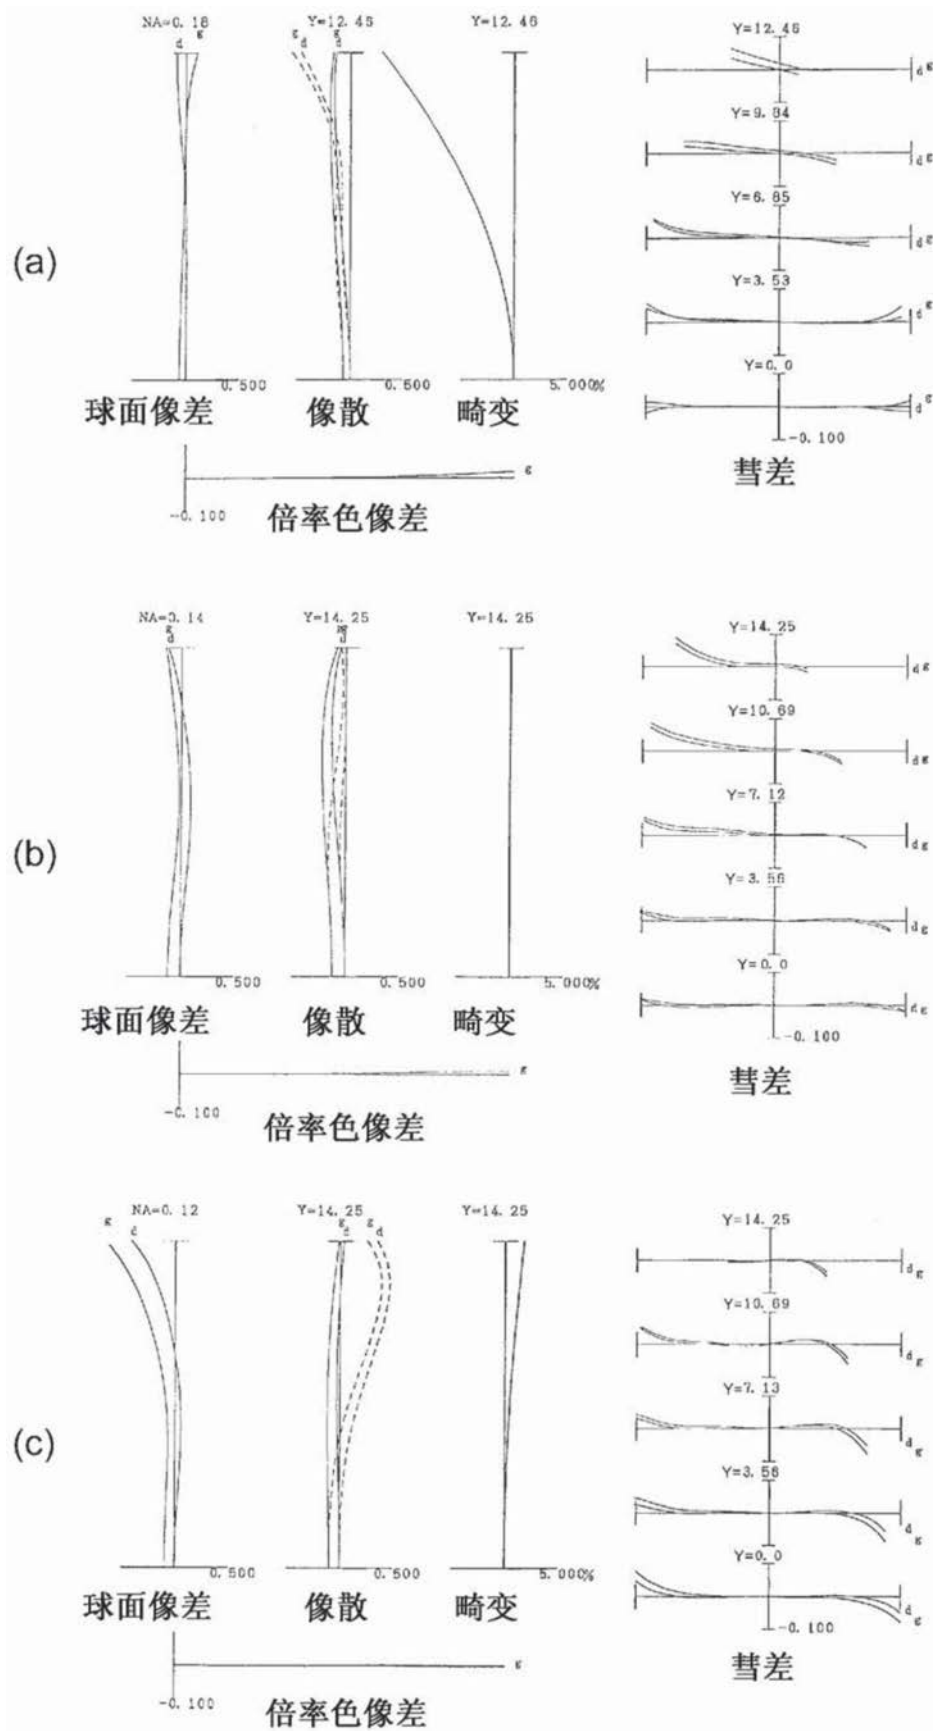 (a)
NA=0.18
d g
0.500
球面像差
Y=12.46
g d g d
0.500
像散
Y=12.46
5.000%
畸变
g
-0.100
倍率色像差
Y=12.46
d g
Y=9.84
d g
Y=6.85
d g
Y=3.53
d g
Y=0.0
d g
-0.100
彗差
(b)
NA=0.14
g d
0.500
球面像差
Y=14.25
g d
0.500
像散
Y=14.25
5.000%
畸变
g
-0.100
倍率色像差
Y=14.25
d g
Y=10.69
d g
Y=7.12
d g
Y=3.56
d g
Y=0.0
d g
-0.100
彗差
(c)
NA=0.12
g d
0.500
球面像差
Y=14.25
g d g d
0.500
像散
Y=14.25
5.000%
畸变
g
-0.100
倍率色像差
Y=14.25
d g
Y=10.69
d g
Y=7.13
d g
Y=3.56
d g
Y=0.0
d g
-0.100
彗差